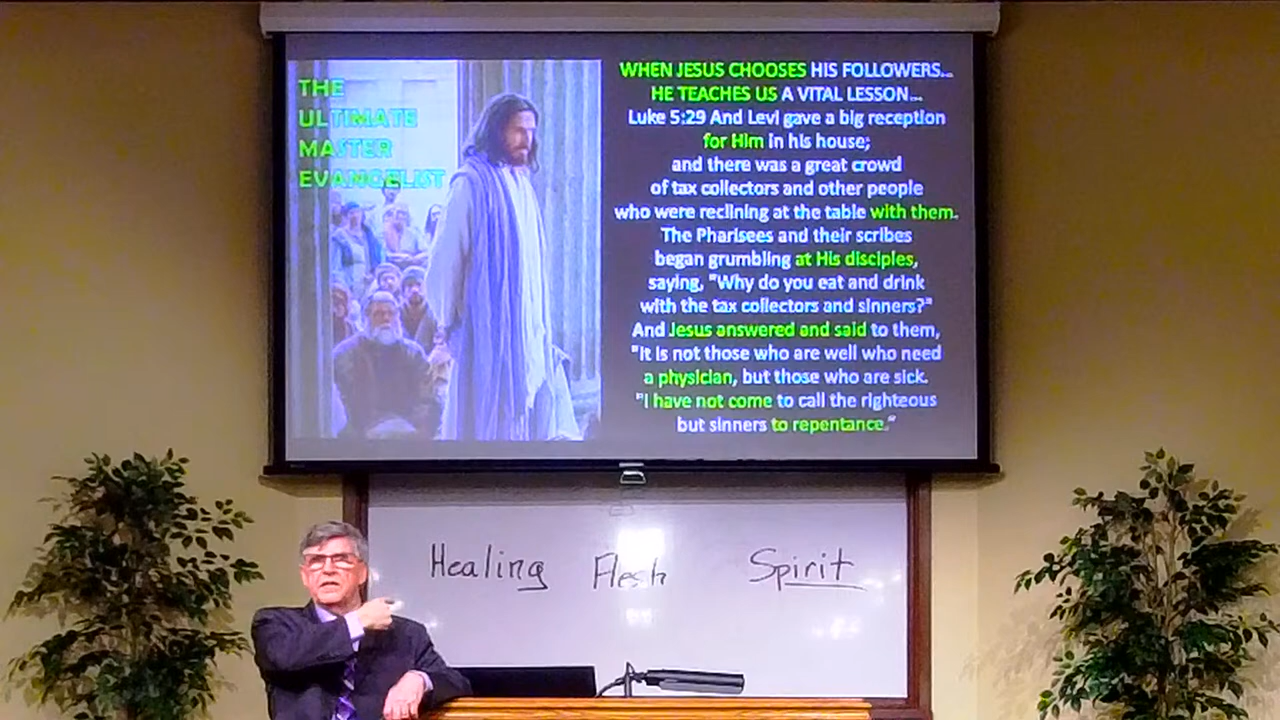 THE
ULTIMATE
MASTER
EVANGELIST
WHEN JESUS CHOOSES HIS FOLLOWERS...
HE TEACHES US A VITAL LESSON...
Luke 5:29 And Levi gave a big reception
for Him in his house;
and there was a great crowd
of tax collectors and other people
who were reclining at the table with them.
The Pharisees and their scribes
began grumbling at His disciples,
saying, "Why do you eat and drink
with the tax collectors and sinners?"
And Jesus answered and said to them,
"It is not those who are well who need
a physician, but those who are sick.
"I have not come to call the righteous
but sinners to repentance."
Healing Flesh Spirit